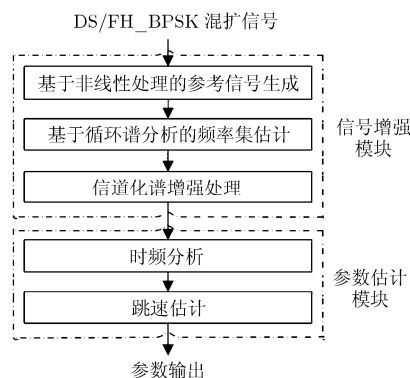 DS/FH_BPSK 混扩信号
基于非线性处理的参考信号生成
基于循环谱分析的频率集估计
信道化谱增强处理
信号增强
模块
时频分析
跳速估计
参数估计
模块
参数输出